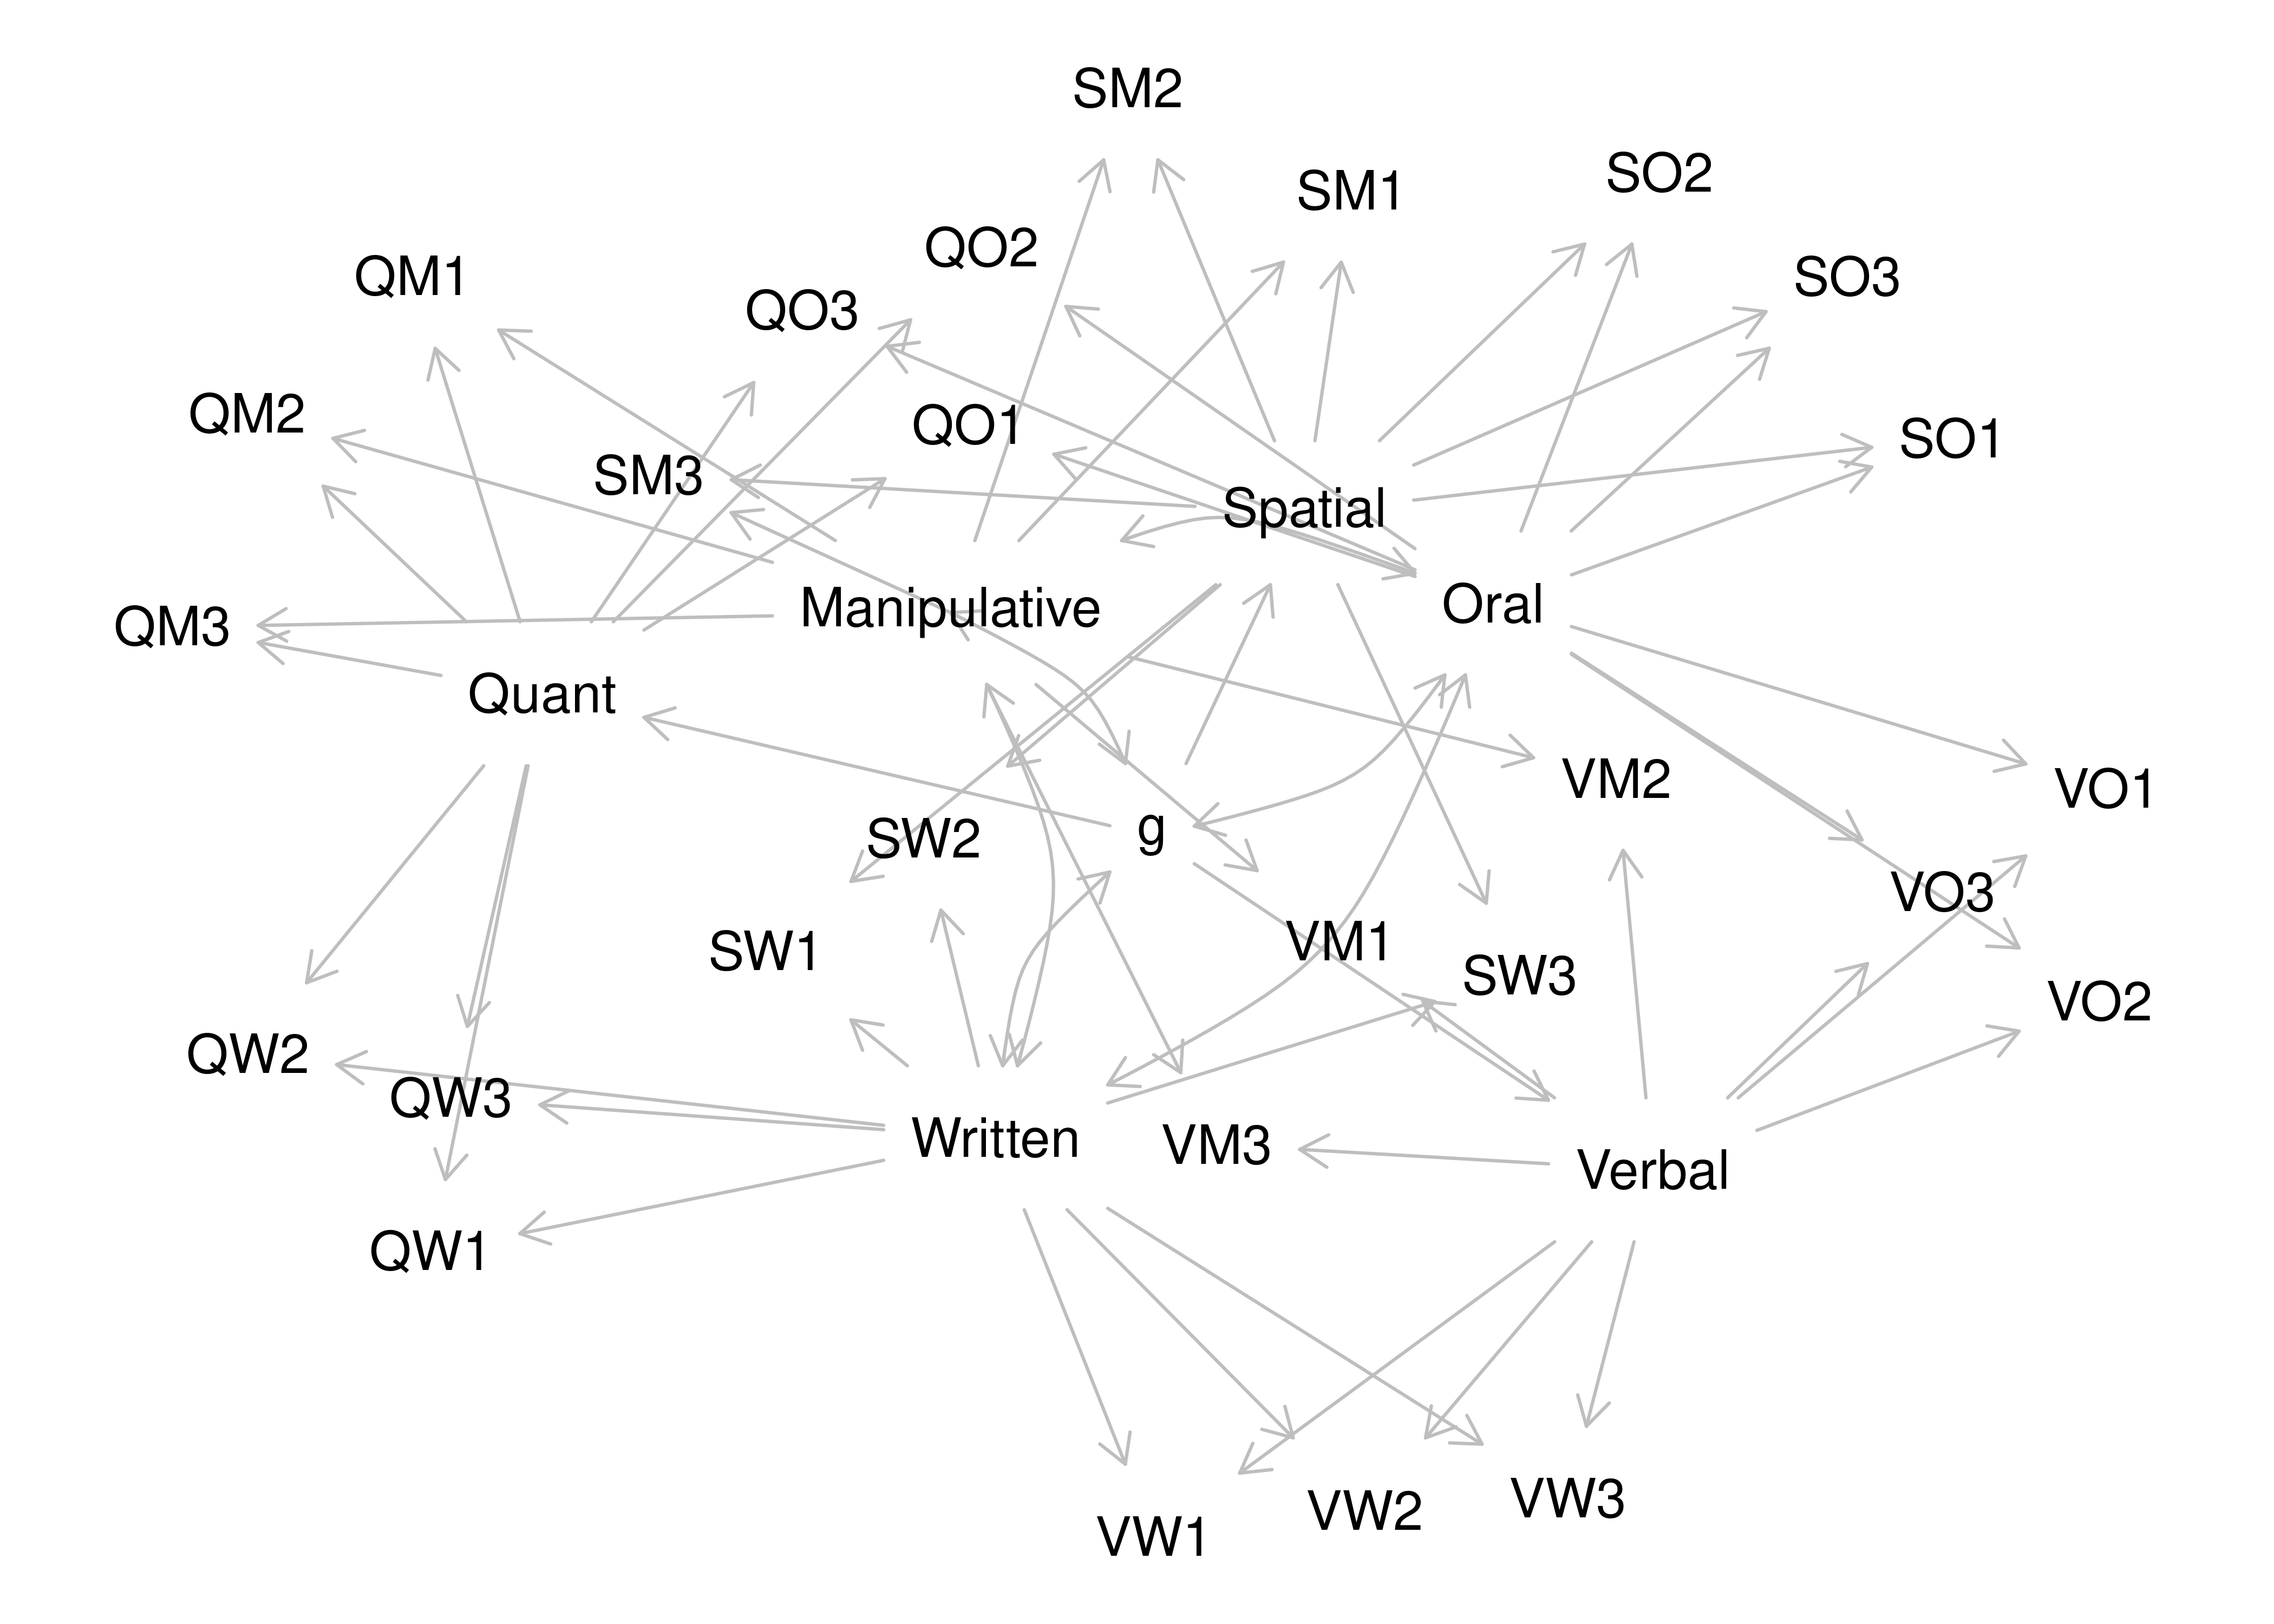 SM2
SO2
SM1
QO2
QM1
SO3
QO3
QM2
QO1
SO1
SM3
Spatial
Oral
Manipulative
QM3
Quant
VM2
VO1
g
SW2
VO3
VM1
SW1
SW3
VO2
QW2
QW3
Written
VM3
Verbal
QW1
VW3
VW2
VW1